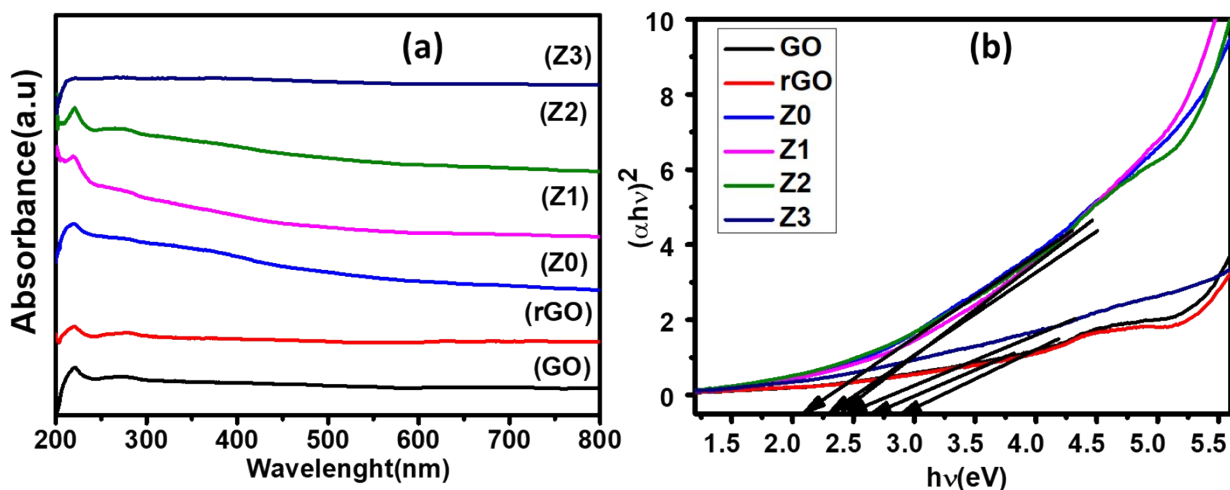 (a)
(Z3)
(Z2)
(Z1)
(Z0)
(rGO)
(GO)
Absorbance(a.u)
200 300 400 500 600 700 800
Wavelenght(nm)
(b)
GO
rGO
Z0
Z1
Z2
Z3
(αhν)²
10
8
6
4
2
0
1.5 2.0 2.5 3.0 3.5 4.0 4.5 5.0 5.5
hν(eV)